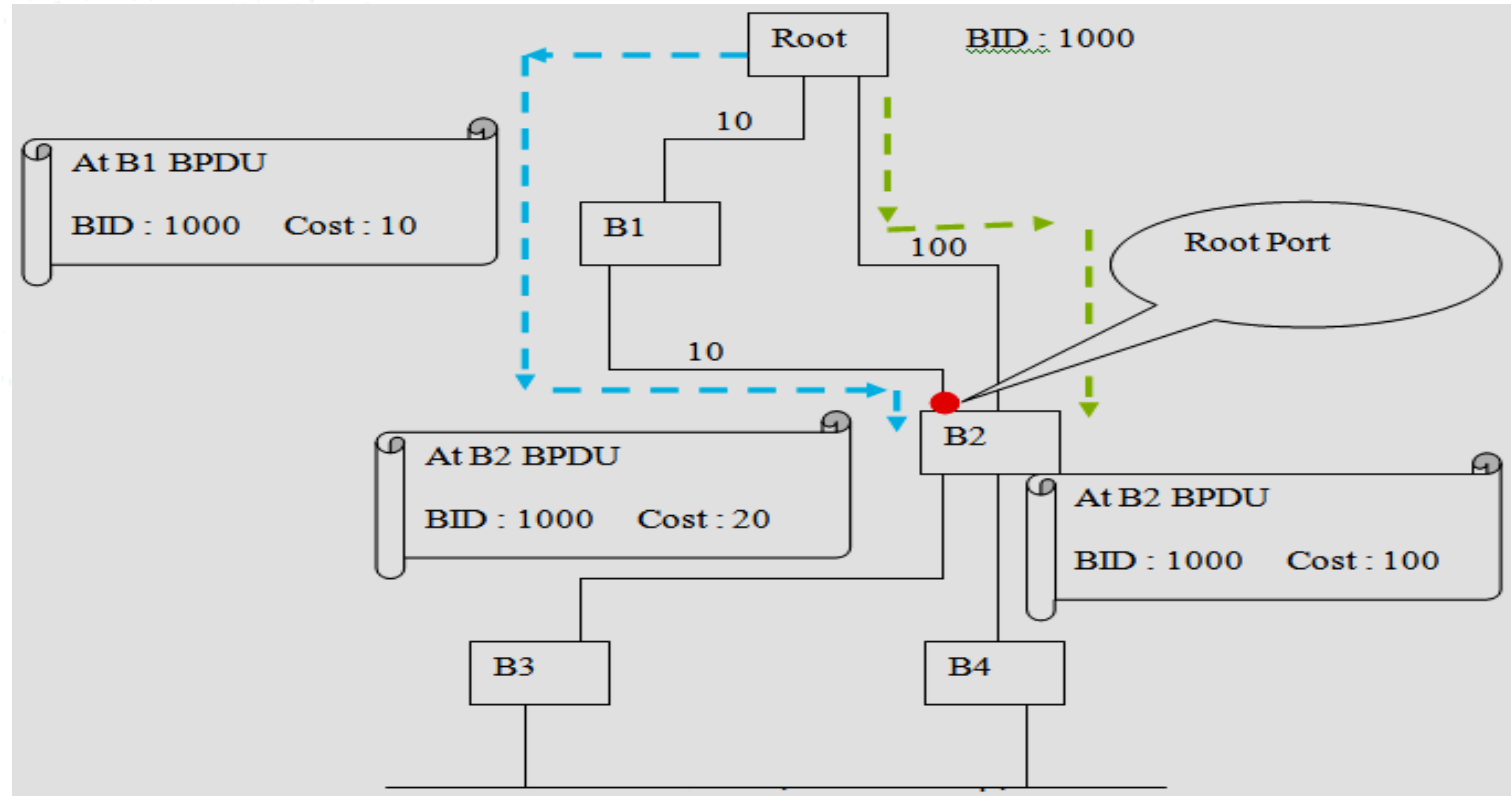 Root
BID : 1000
10
At B1 BPDU
BID : 1000 Cost : 10
B1
100
Root Port
10
B2
At B2 BPDU
BID : 1000 Cost : 20
At B2 BPDU
BID : 1000 Cost : 100
B3
B4